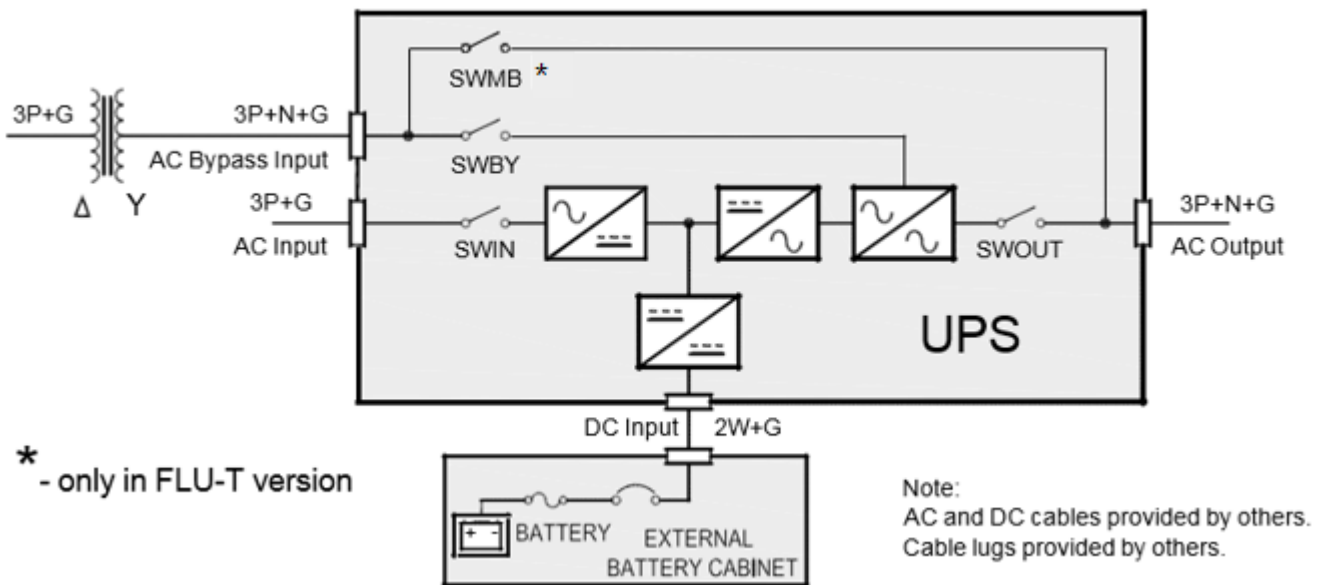 SWMB *
3P+G
3P+N+G
AC Bypass Input
SWBY
Δ Y
3P+G
AC Input
SWIN
SWOUT
3P+N+G
AC Output
UPS
DC Input 2W+G
* - only in FLU-T version
+ -
BATTERY
EXTERNAL
BATTERY CABINET
Note:
AC and DC cables provided by others.
Cable lugs provided by others.